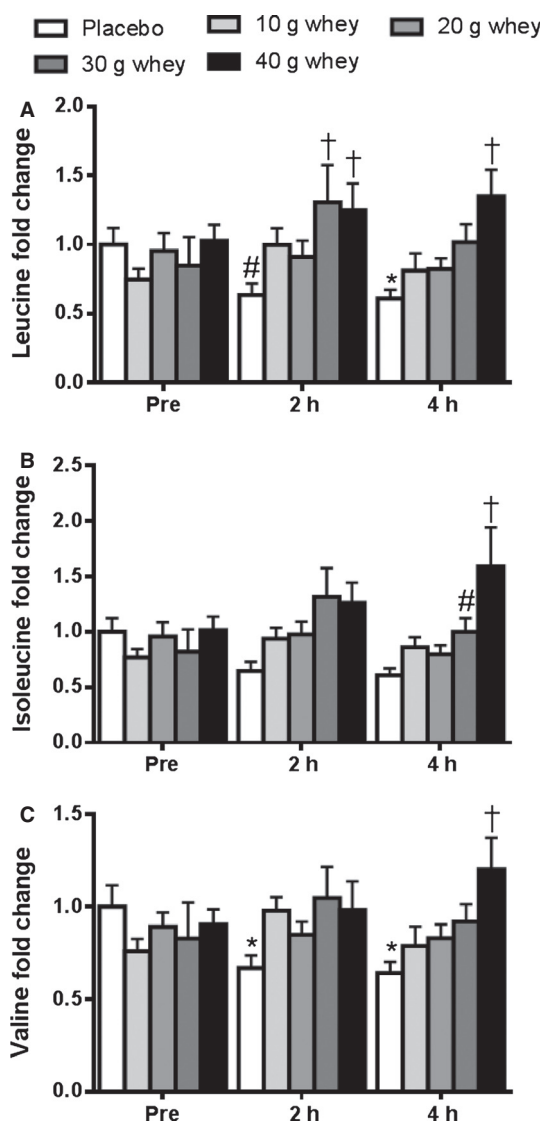 Placebo 10 g whey 20 g whey
30 g whey 40 g whey
A
Leucine fold change
2.0
1.5
1.0
0.5
0.0
† † †
# *
Pre 2 h 4 h
B
Isoleucine fold change
2.5
2.0
1.5
1.0
0.5
0.0
†
#
Pre 2 h 4 h
C
Valine fold change
1.5
1.0
0.5
0.0
†
* *
Pre 2 h 4 h